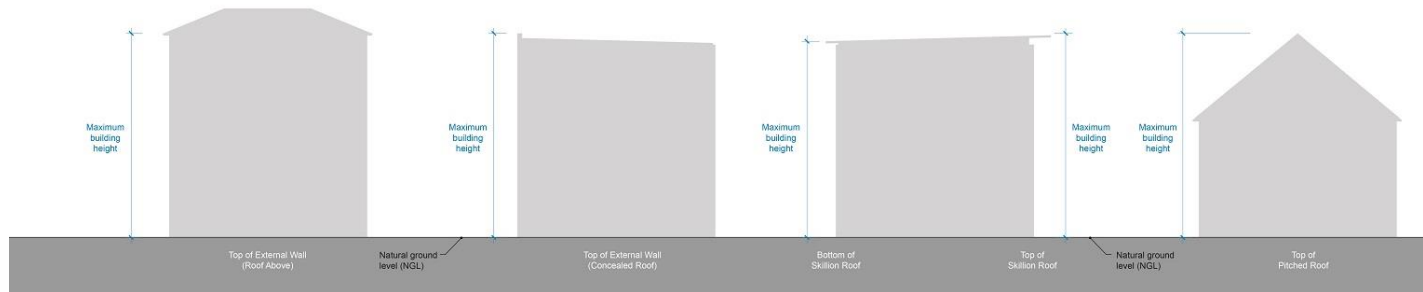 Maximum
building
height
Maximum
building
height
Maximum
building
height
Maximum
building
height
Maximum
building
height
Top of External Wall
(Roof Above)
Natural ground
level (NGL)
Top of External Wall
(Concealed Roof)
Bottom of
Skillion Roof
Top of
Skillion Roof
Natural ground
level (NGL)
Top of
Pitched Roof